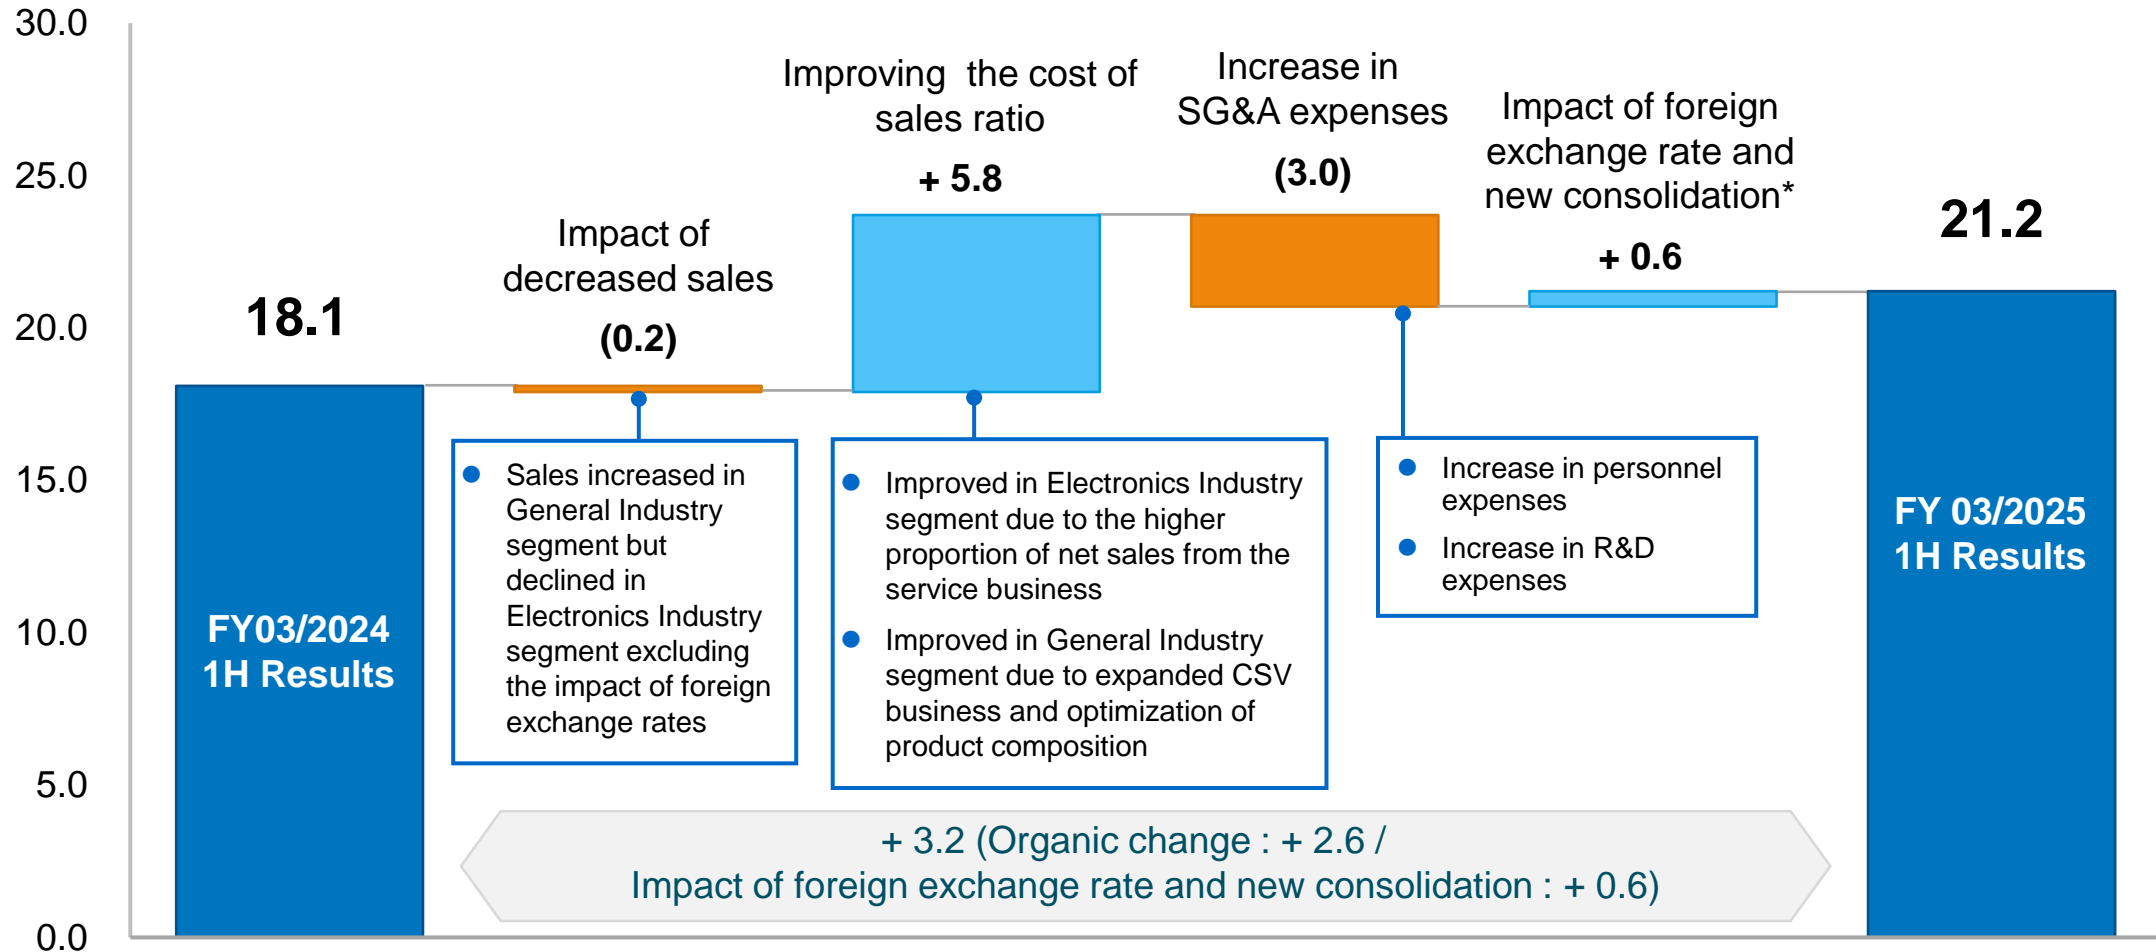 30.0
25.0
20.0
15.0
10.0
5.0
0.0
18.1
FY03/2024
1H Results
Impact of
decreased sales
(0.2)
● Sales increased in
General Industry
segment but
declined in
Electronics Industry
segment excluding
the impact of foreign
exchange rates
Improving the cost of
sales ratio
+ 5.8
● Improved in Electronics Industry
segment due to the higher
proportion of net sales from the
service business
● Improved in General Industry
segment due to expanded CSV
business and optimization of
product composition
Increase in
SG&A expenses
(3.0)
● Increase in personnel
expenses
● Increase in R&D
expenses
Impact of foreign
exchange rate and
new consolidation*
+ 0.6
21.2
FY 03/2025
1H Results
+ 3.2 (Organic change : + 2.6 /
Impact of foreign exchange rate and new consolidation : + 0.6)